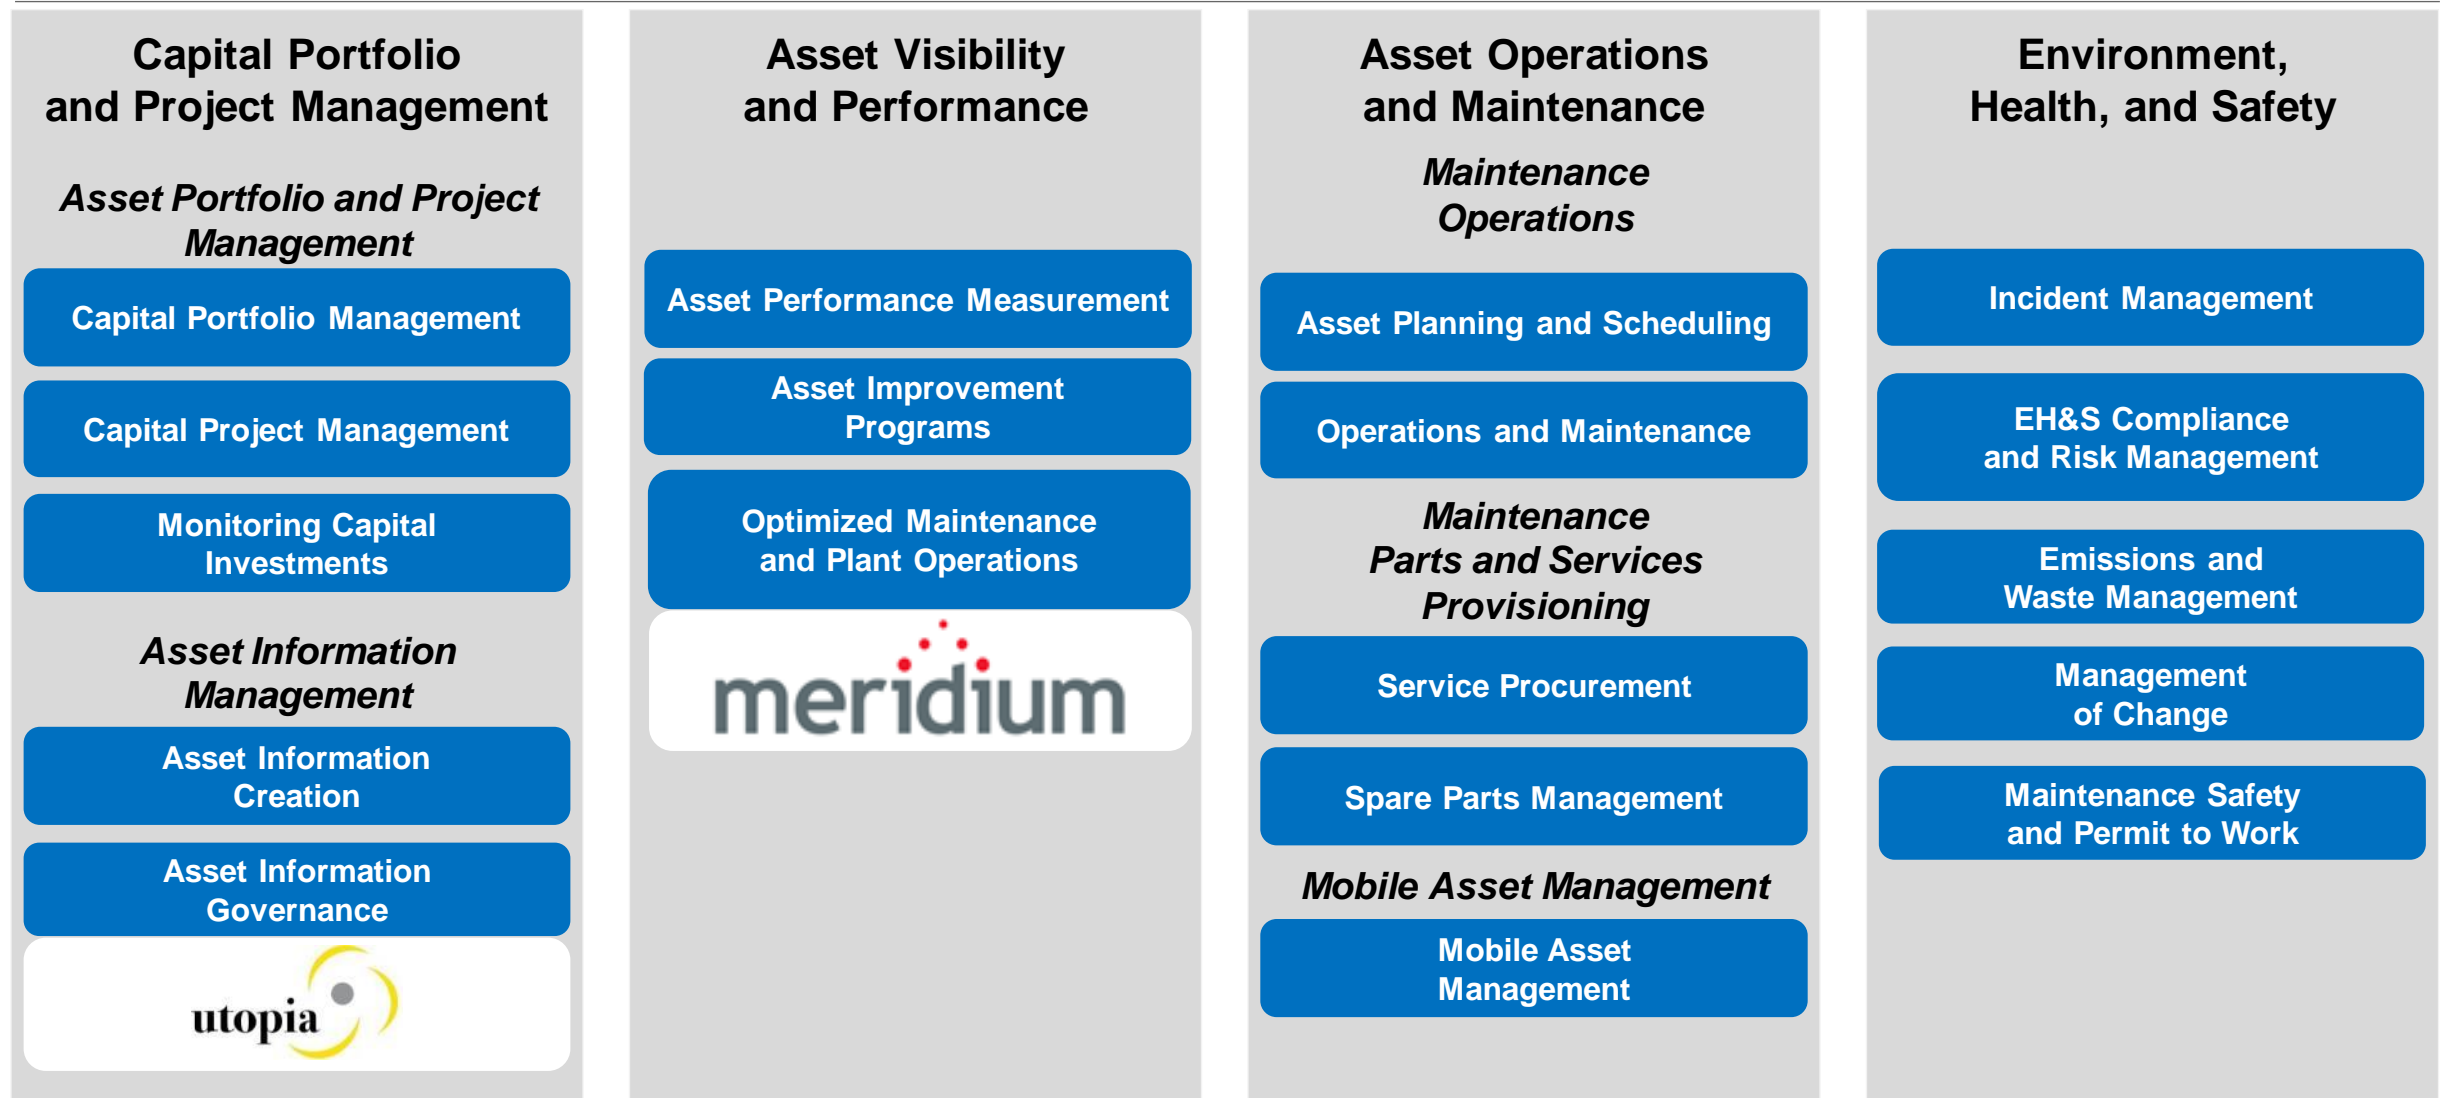 Capital Portfolio
and Project Management
Asset Portfolio and Project
Management
Capital Portfolio Management
Capital Project Management
Monitoring Capital
Investments
Asset Information
Management
Asset Information
Creation
Asset Information
Governance
utopia
Asset Visibility
and Performance
Asset Performance Measurement
Asset Improvement
Programs
Optimized Maintenance
and Plant Operations
meridium
Asset Operations
and Maintenance
Maintenance
Operations
Asset Planning and Scheduling
Operations and Maintenance
Maintenance
Parts and Services
Provisioning
Service Procurement
Spare Parts Management
Mobile Asset Management
Mobile Asset
Management
Environment,
Health, and Safety
Incident Management
EH&S Compliance
and Risk Management
Emissions and
Waste Management
Management
of Change
Maintenance Safety
and Permit to Work